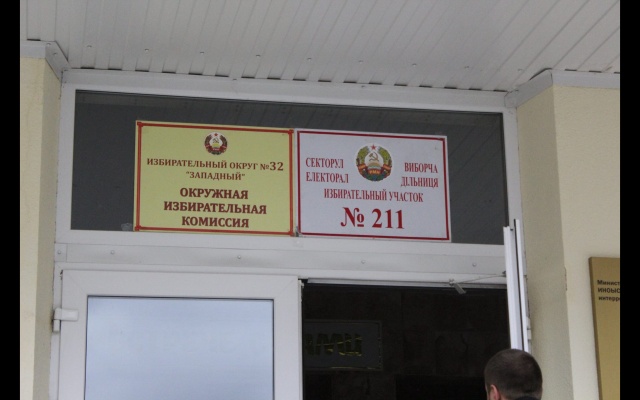 ИЗБИРАТЕЛЬНЫЙ ОКРУГ №32
"ЗАПАДНЫЙ"
ОКРУЖНАЯ
ИЗБИРАТЕЛЬНАЯ
КОМИССИЯ
СЕКТОРУЛ
ЕЛЕКТОРАЛ
ВИБОРЧА
ДІЛЬНИЦЯ
ИЗБИРАТЕЛЬНЫЙ УЧАСТОК
№ 211